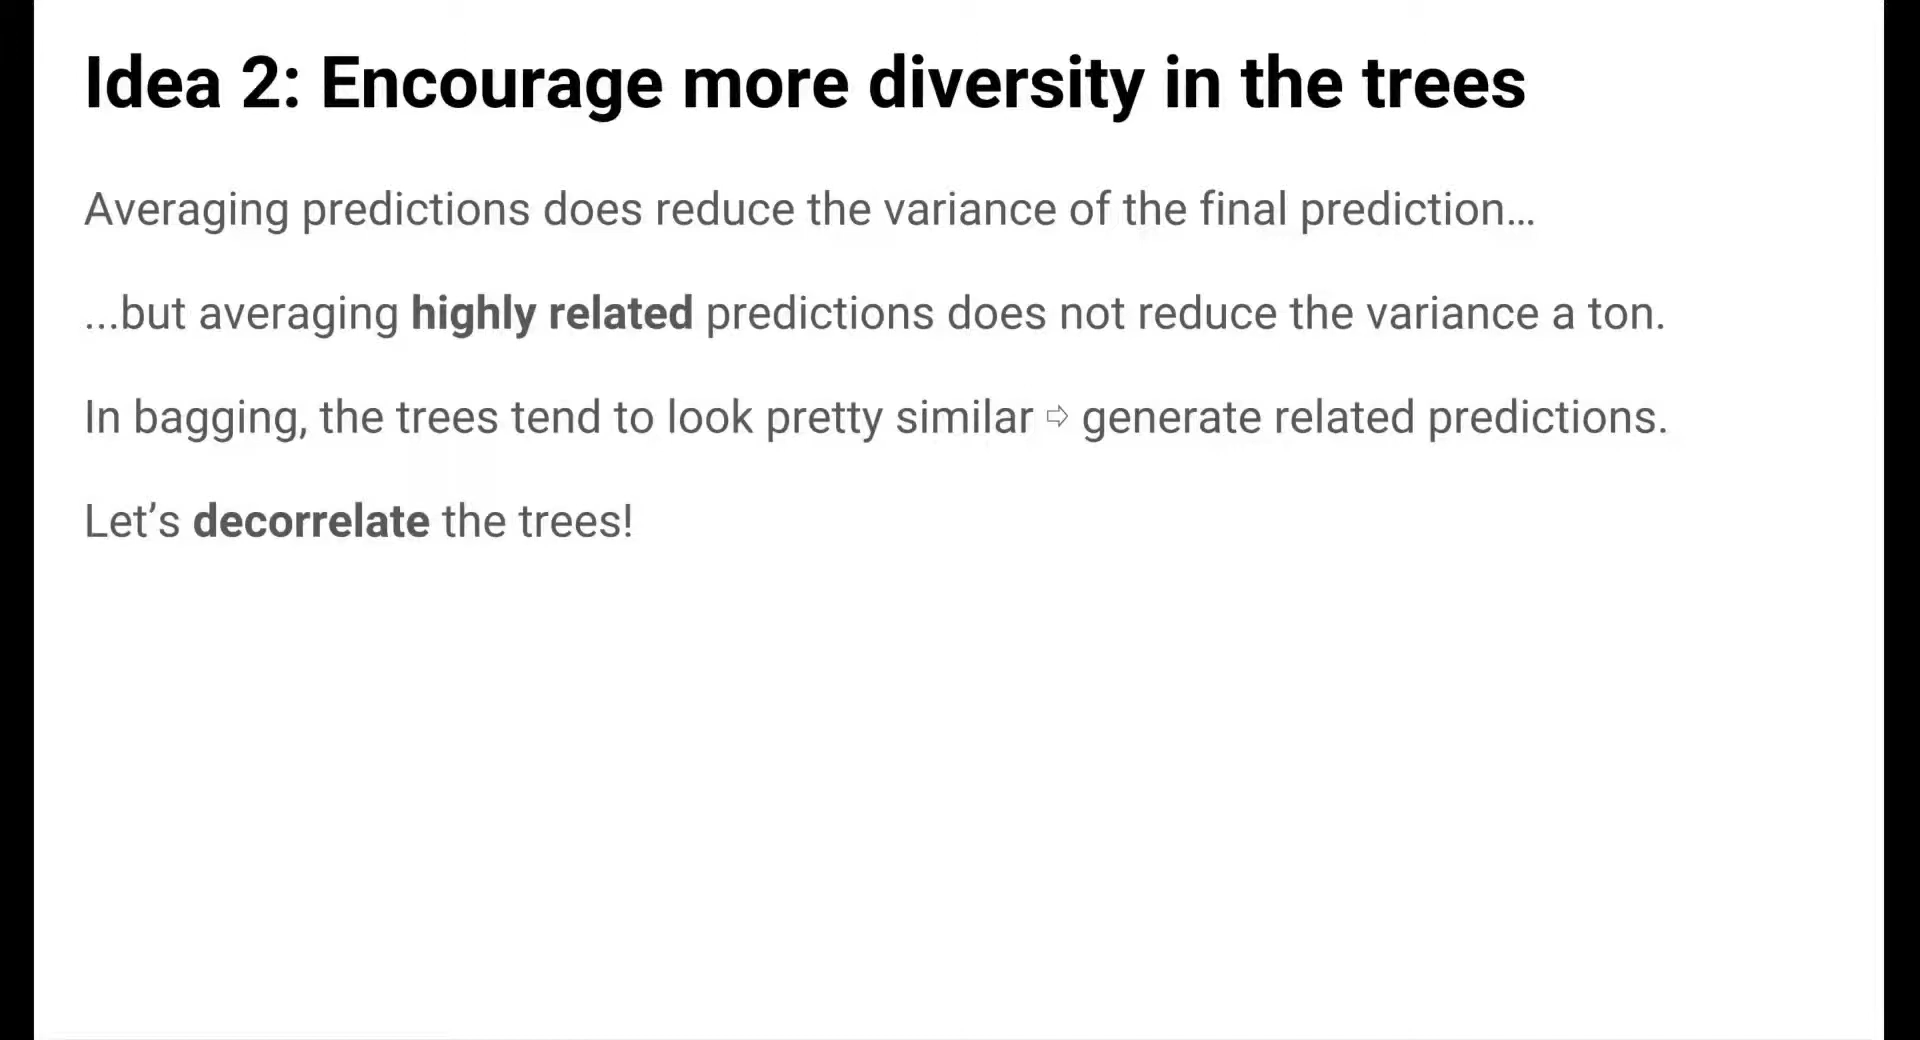 Idea 2: Encourage more diversity in the trees
Averaging predictions does reduce the variance of the final prediction…
...but averaging highly related predictions does not reduce the variance a ton.
In bagging, the trees tend to look pretty similar ⇨ generate related predictions.
Let’s decorrelate the trees!